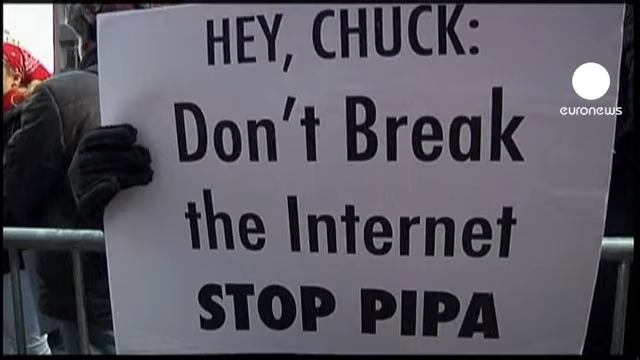 HEY, CHUCK:
Don't Break
the Internet
STOP PIPA
euronews